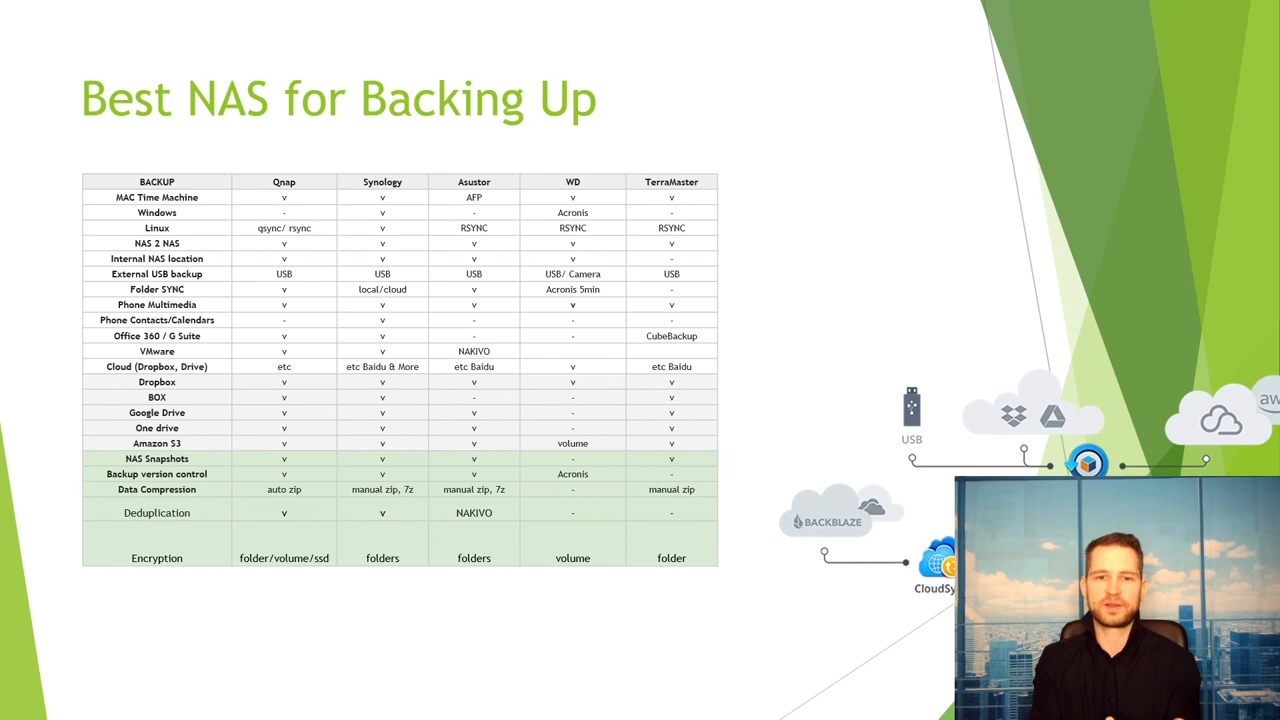 Best NAS for Backing Up
BACKUP Qnap Synology Asustor WD TerraMaster
MAC Time Machine v v AFP v v
Windows - v - Acronis -
Linux qsync/ rsync v RSYNC RSYNC RSYNC
NAS 2 NAS v v v v v
Internal NAS location v v v v -
External USB backup USB USB USB USB/ Camera USB
Folder SYNC v local/cloud v Acronis 5min -
Phone Multimedia v v v v v
Phone Contacts/Calendars - v - - -
Office 360 / G Suite v v - - CubeBackup
VMware v v NAKIVO
Cloud (Dropbox, Drive) etc etc Baidu & More etc Baidu v etc Baidu
Dropbox v v v v v
BOX v v - - v
Google Drive v v v - v
One drive v v v - v
Amazon S3 v v v volume v
NAS Snapshots v v v - v
Backup version control v v v Acronis -
Data Compression auto zip manual zip, 7z manual zip, 7z - manual zip
Deduplication v v NAKIVO - -
Encryption folder/volume/ssd folders folders volume folder
aw
USB
BACKBLAZE
CloudSy